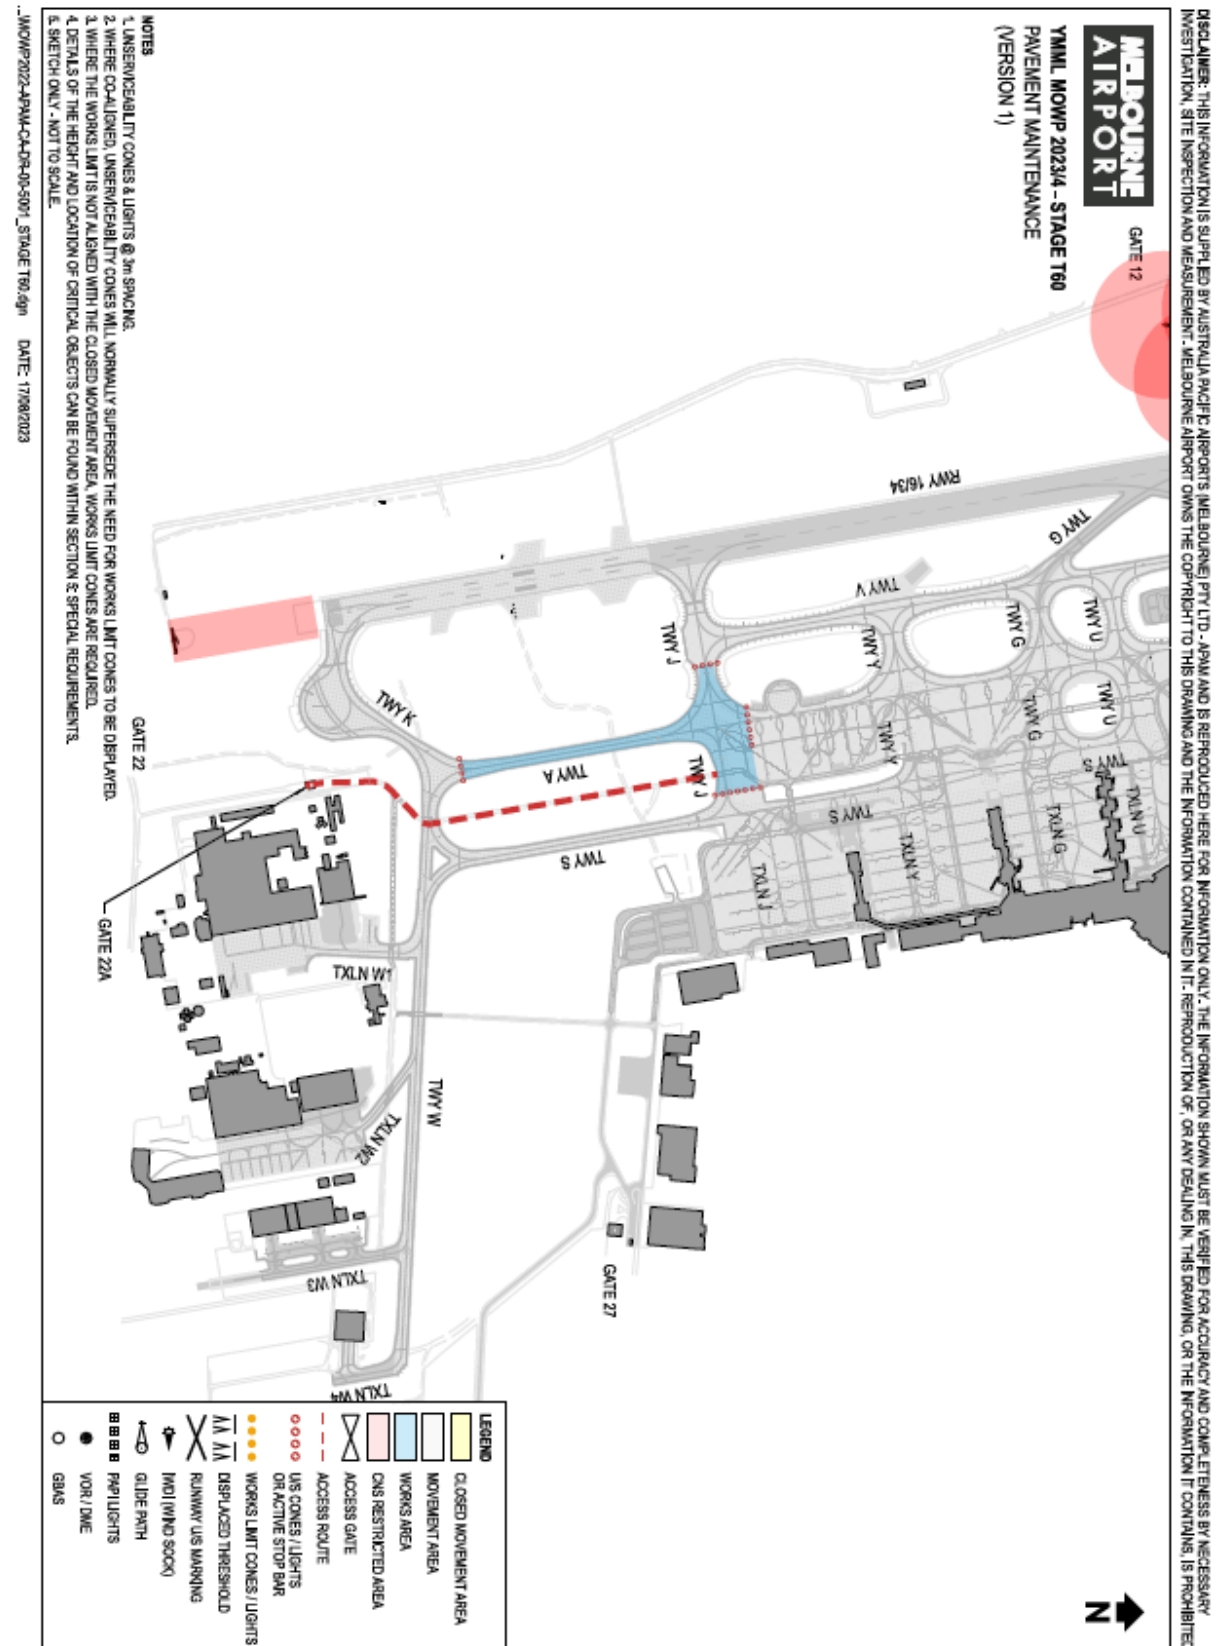 DISCLAIMER: THIS INFORMATION IS SUPPLIED BY AUSTRALIA PACIFIC AIRPORTS (MELBOURNE) PTY LTD - APAM AND IS REPRODUCED HERE FOR INFORMATION ONLY. THE INFORMATION SHOWN MUST BE VERIFIED FOR ACCURACY AND COMPLETENESS BY NECESSARY
INVESTIGATION, SITE INSPECTION AND MEASUREMENT. MELBOURNE AIRPORT OWNS THE COPYRIGHT TO THIS DRAWING AND THE INFORMATION CONTAINED IN IT. REPRODUCTION OF, OR ANY DEALING IN, THIS DRAWING, OR THE INFORMATION IT CONTAINS, IS PROHIBITED
MELBOURNE
AIRPORT
YMML MOWP 2023/4 - STAGE T60
PAVEMENT MAINTENANCE
(VERSION 1)
GATE 12
N
RWY 16/34
TWY G
TWY V
TWY U
TWY G
TWY Y
TWY J
TWY U
TWY G
TWY Y
TWY S
TWY K
TWY A
TWY J
TWY S
TWY S
TXLN U
TXLN G
TXLN Y
TXLN J
GATE 22
GATE 22A
TXLN W1
TWY W
TXLN W2
TXLN W3
TXLN W4
GATE 27
NOTES
1. UNSERVICEABILITY CONES & LIGHTS @ 3m SPACING.
2. WHERE CO-ALIGNED, UNSERVICEABILITY CONES WILL NORMALLY SUPERSEDE THE NEED FOR WORKS LIMIT CONES TO BE DISPLAYED.
3. WHERE THE WORKS LIMIT IS NOT ALIGNED WITH THE CLOSED MOVEMENT AREA, WORKS LIMIT CONES ARE REQUIRED.
4. DETAILS OF THE HEIGHT AND LOCATION OF CRITICAL OBJECTS CAN BE FOUND WITHIN SECTION 5: SPECIAL REQUIREMENTS.
5. SKETCH ONLY - NOT TO SCALE.
LEGEND
CLOSED MOVEMENT AREA
MOVEMENT AREA
WORKS AREA
CNS RESTRICTED AREA
ACCESS GATE
ACCESS ROUTE
U/S CONES / LIGHTS
OR ACTIVE STOP BAR
WORKS LIMIT CONES / LIGHTS
DISPLACED THRESHOLD
RUNWAY U/S MARKING
IWDI (WIND SOCK)
GLIDE PATH
PAPI LIGHTS
VOR / DME
GBAS
...\MOWP2022-APAM-CA-DR-00-5001_STAGE T60.dgn DATE: 17/08/2023